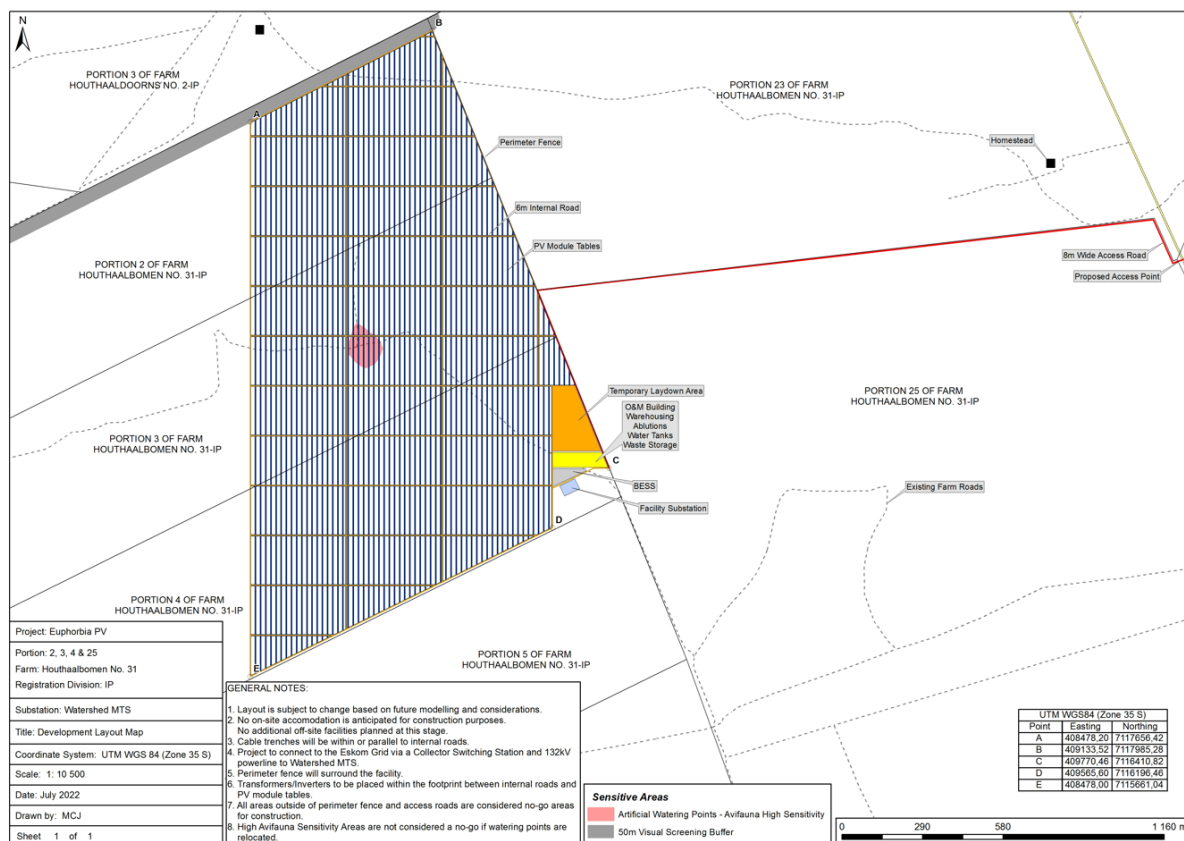 N
B
PORTION 3 OF FARM
HOUTHAALDOORNS NO. 2-IP
PORTION 23 OF FARM
HOUTHAALBOMEN NO. 31-IP
A
Perimeter Fence
Homestead
6m Internal Road
PV Module Tables
8m Wide Access Road
Proposed Access Point
PORTION 2 OF FARM
HOUTHAALBOMEN NO. 31-IP
PORTION 25 OF FARM
HOUTHAALBOMEN NO. 31-IP
Temporary Laydown Area
O&M Building
Warehousing
Ablutions
Water Tanks
Waste Storage
C
PORTION 3 OF FARM
HOUTHAALBOMEN NO. 31-IP
BESS
Existing Farm Roads
Facility Substation
D
PORTION 4 OF FARM
HOUTHAALBOMEN NO. 31-IP
PORTION 5 OF FARM
HOUTHAALBOMEN NO. 31-IP
E
Project: Euphorbia PV
Portion: 2, 3, 4 & 25
Farm: Houthaalbomen No. 31
Registration Division: IP
Substation: Watershed MTS
Title: Development Layout Map
Coordinate System: UTM WGS 84 (Zone 35 S)
Scale: 1: 10 500
Date: July 2022
Drawn by: MCJ
Sheet 1 of 1
GENERAL NOTES:
1. Layout is subject to change based on future modelling and considerations.
2. No on-site accomodation is anticipated for construction purposes.
No additional off-site facilities planned at this stage.
3. Cable trenches will be within or parallel to internal roads.
4. Project to connect to the Eskom Grid via a Collector Switching Station and 132kV
powerline to Watershed MTS.
5. Perimeter fence will surround the facility.
6. Transformers/Inverters to be placed within the footprint between internal roads and
PV module tables.
7. All areas outside of perimeter fence and access roads are considered no-go areas
for construction.
8. High Avifauna Sensitivity Areas are not considered a no-go if watering points are
relocated.
Sensitive Areas
Artificial Watering Points - Avifauna High Sensitivity
50m Visual Screening Buffer
UTM WGS84 (Zone 35 S)
Point Easting Northing
A 408478,20 7117656,42
B 409133,52 7117985,28
C 409770,46 7116410,82
D 409565,60 7116196,46
E 408478,00 7115661,04
0 290 580 1 160 m